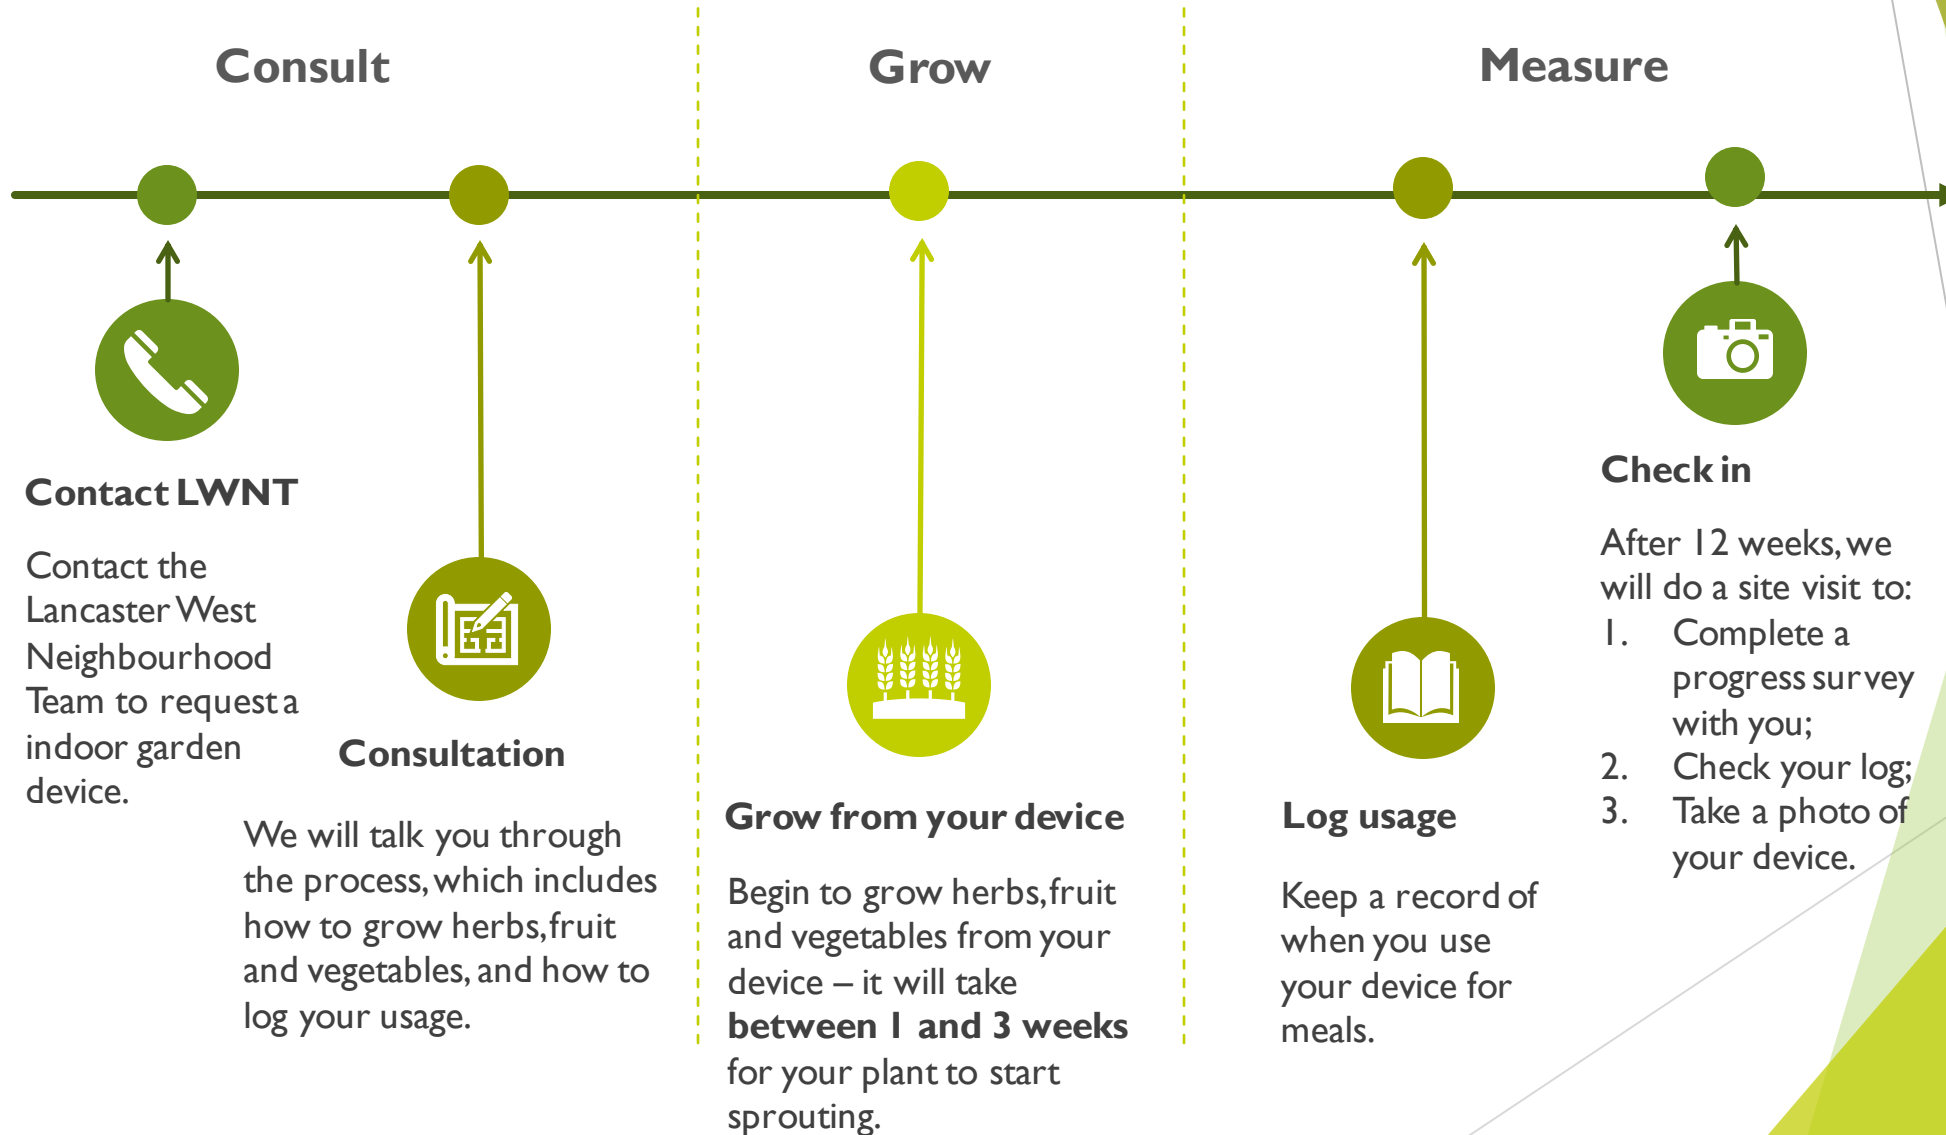 Consult
Grow
Measure
Contact LWNT
Contact the
Lancaster West
Neighbourhood
Team to request a
indoor garden
device.
Consultation
We will talk you through
the process, which includes
how to grow herbs, fruit
and vegetables, and how to
log your usage.
Grow from your device
Begin to grow herbs, fruit
and vegetables from your
device – it will take
between 1 and 3 weeks
for your plant to start
sprouting.
Log usage
Keep a record of
when you use
your device for
meals.
Check in
After 12 weeks, we
will do a site visit to:
1. Complete a
progress survey
with you;
2. Check your log;
3. Take a photo of
your device.